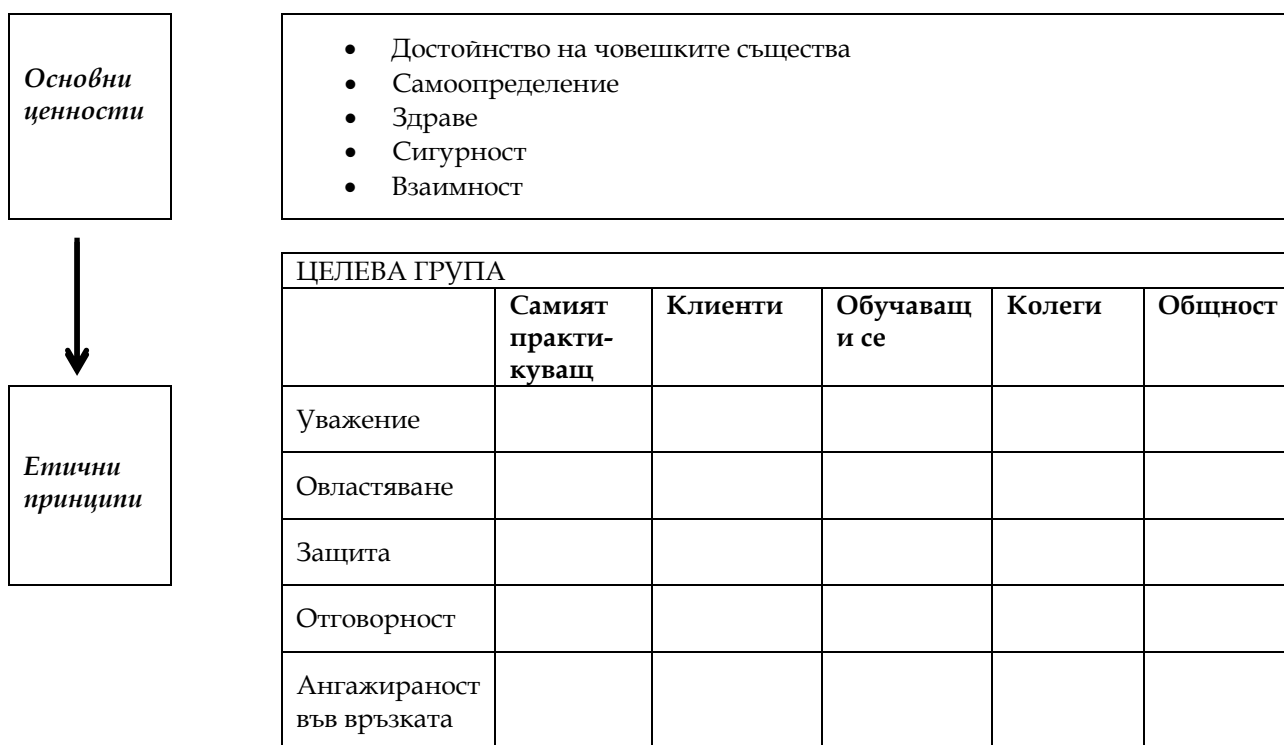 Основни
ценности
• Достойнство на човешките същества
• Самоопределение
• Здраве
• Сигурност
• Взаимност
ЦЕЛЕВА ГРУПА
Самият
практи-
куващ
Клиенти
Обучаващ
и се
Колеги
Общност
Етични
принципи
Уважение
Овластяване
Защита
Отговорност
Ангажираност
във връзката